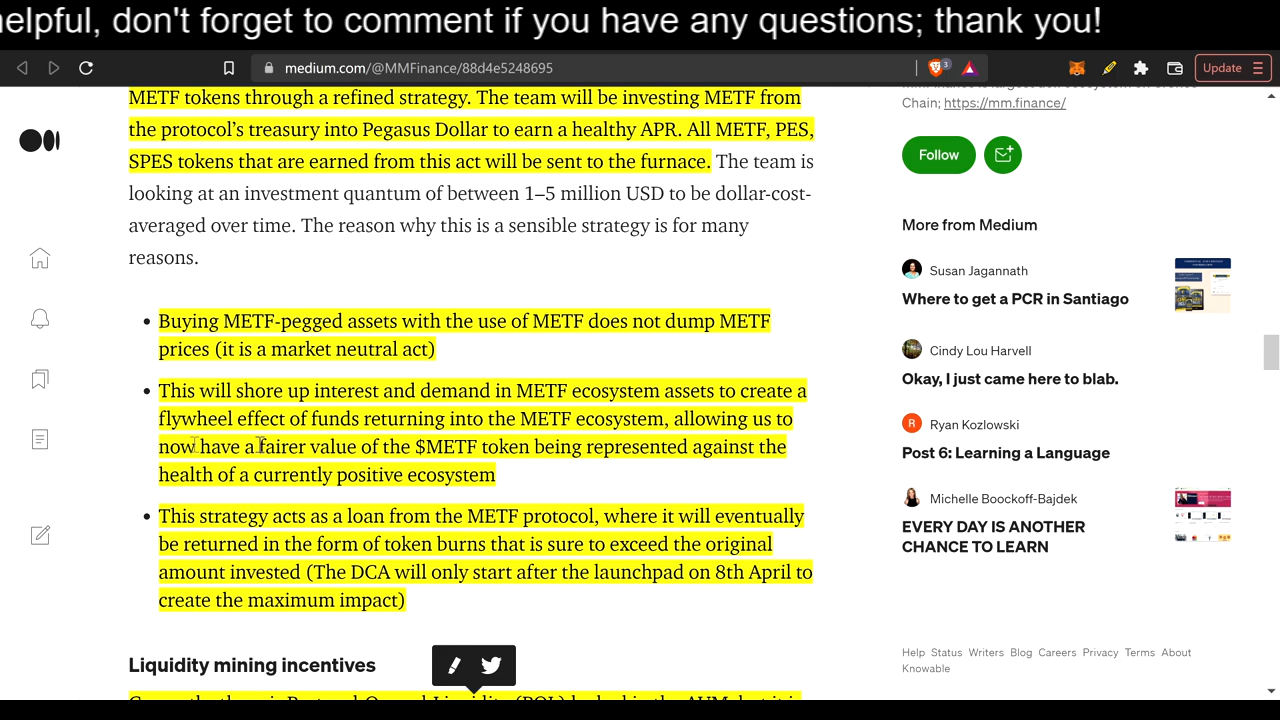 elpful, don't forget to comment if you have any questions; thank you!
medium.com/@MMFinance/88d4e5248695
3
Update
METF tokens through a refined strategy. The team will be investing METF from
the protocol's treasury into Pegasus Dollar to earn a healthy APR. All METF, PES,
SPES tokens that are earned from this act will be sent to the furnace. The team is
looking at an investment quantum of between 1–5 million USD to be dollar-cost-
averaged over time. The reason why this is a sensible strategy is for many
reasons.
• Buying METF-pegged assets with the use of METF does not dump METF
prices (it is a market neutral act)
• This will shore up interest and demand in METF ecosystem assets to create a
flywheel effect of funds returning into the METF ecosystem, allowing us to
now have a fairer value of the $METF token being represented against the
health of a currently positive ecosystem
• This strategy acts as a loan from the METF protocol, where it will eventually
be returned in the form of token burns that is sure to exceed the original
amount invested (The DCA will only start after the launchpad on 8th April to
create the maximum impact)
Liquidity mining incentives
Chain; https://mm.finance/
Follow
More from Medium
Susan Jagannath
Where to get a PCR in Santiago
Cindy Lou Harvell
Okay, I just came here to blab.
R Ryan Kozlowski
Post 6: Learning a Language
Michelle Boockoff-Bajdek
EVERY DAY IS ANOTHER
CHANCE TO LEARN
Help Status Writers Blog Careers Privacy Terms About
Knowable